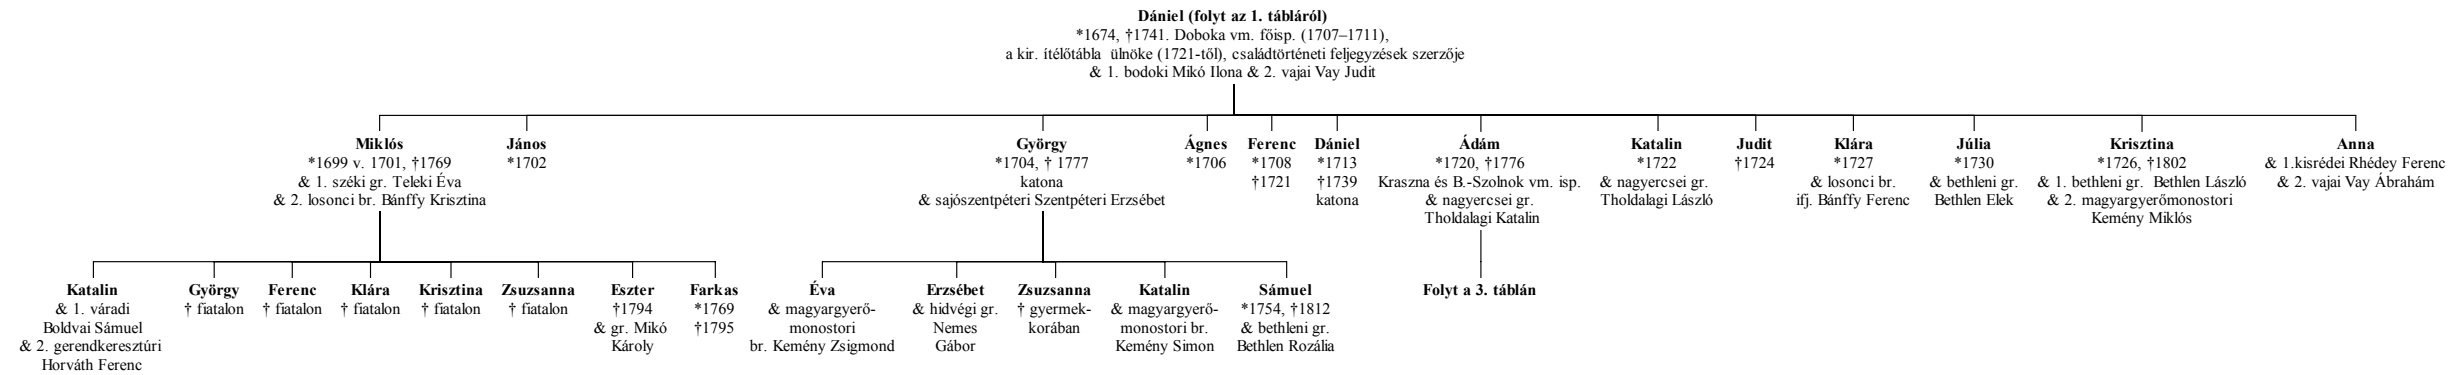 Dániel (folyt az 1. tábláról)
*1674, †1741. Doboka vm. főisp. (1707–1711),
a kir. ítélőtábla ülnöke (1721-től), családtörténeti feljegyzések szerzője
& 1. bodoki Mikó Ilona & 2. vajai Vay Judit
Miklós
*1699 v. 1701, †1769
& 1. széki gr. Teleki Éva
& 2. losonci br. Bánffy Krisztina
János
*1702
György
*1704, † 1777
katona
& sajószentpéteri Szentpéteri Erzsébet
Ágnes
*1706
Ferenc
*1708
†1721
Dániel
*1713
†1739
katona
Ádám
*1720, †1776
Kraszna és B.-Szolnok vm. isp.
& nagyercsei gr.
Tholdalagi Katalin
Katalin
*1722
& nagyercsei gr.
Tholdalagi László
Judit
†1724
Klára
*1727
& losonci br.
ifj. Bánffy Ferenc
Júlia
*1730
& bethleni gr.
Bethlen Elek
Krisztina
*1726, †1802
& 1. bethleni gr. Bethlen László
& 2. magyargyerőmonostori
Kemény Miklós
Anna
& 1.kisrédei Rhédey Ferenc
& 2. vajai Vay Ábrahám
Katalin
& 1. váradi
Boldvai Sámuel
& 2. gerendkeresztúri
Horváth Ferenc
György
† fiatalon
Ferenc
† fiatalon
Klára
† fiatalon
Krisztina
† fiatalon
Zsuzsanna
† fiatalon
Eszter
†1794
& gr. Mikó
Károly
Farkas
*1769
†1795
Éva
& magyargyerő-
monostori
br. Kemény Zsigmond
Erzsébet
& hidvégi gr.
Nemes
Gábor
Zsuzsanna
† gyermek-
korában
Katalin
& magyargyerő-
monostori br.
Kemény Simon
Sámuel
*1754, †1812
& bethleni gr.
Bethlen Rozália
Folyt a 3. táblán